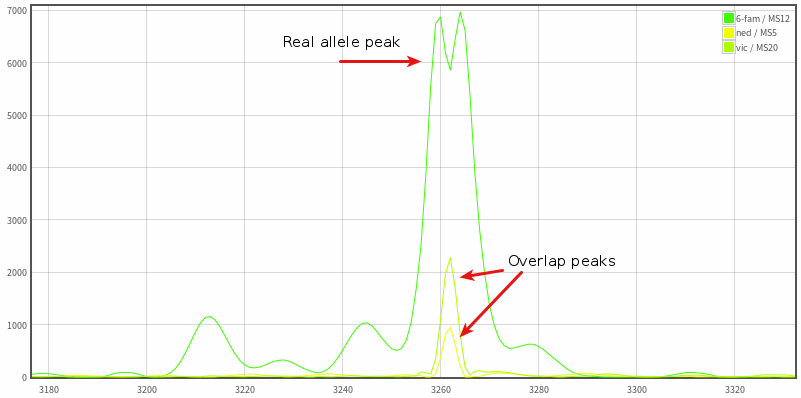 7000
6-fam / MS12
ned / MS5
vic / MS20
Real allele peak
6000
5000
4000
3000
Overlap peaks
2000
1000
0
3180 3200 3220 3240 3260 3280 3300 3320